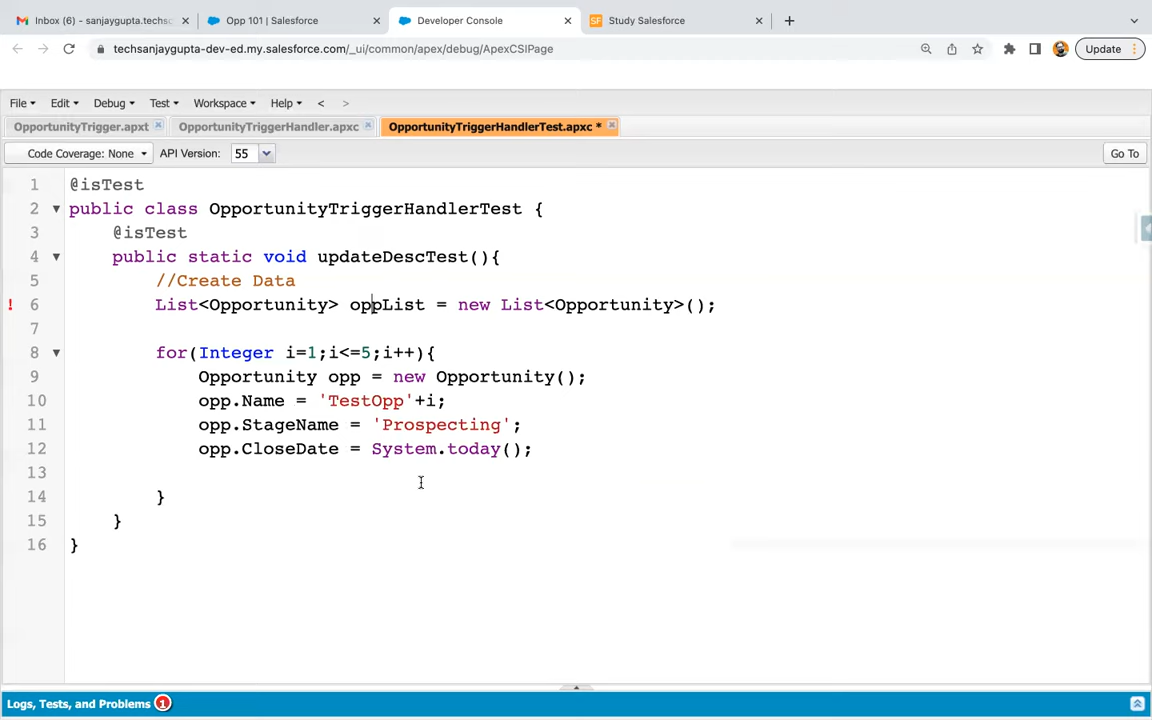 Inbox (6) - sanjaygupta.techsc
Opp 101 | Salesforce
Developer Console
SF Study Salesforce
techsanjaygupta-dev-ed.my.salesforce.com/_ui/common/apex/debug/ApexCSIPage
Update
File Edit Debug Test Workspace Help < >
OpportunityTrigger.apxt
OpportunityTriggerHandler.apxc
OpportunityTriggerHandlerTest.apxc *
Code Coverage: None API Version: 55 Go To
1 @isTest
2 public class OpportunityTriggerHandlerTest {
3 @isTest
4 public static void updateDescTest(){
5 //Create Data
! 6 List<Opportunity> oppList = new List<Opportunity>();
7
8 for(Integer i=1;i<=5;i++){
9 Opportunity opp = new Opportunity();
10 opp.Name = 'TestOpp'+i;
11 opp.StageName = 'Prospecting';
12 opp.CloseDate = System.today();
13
14 }
15 }
16 }
Logs, Tests, and Problems 1